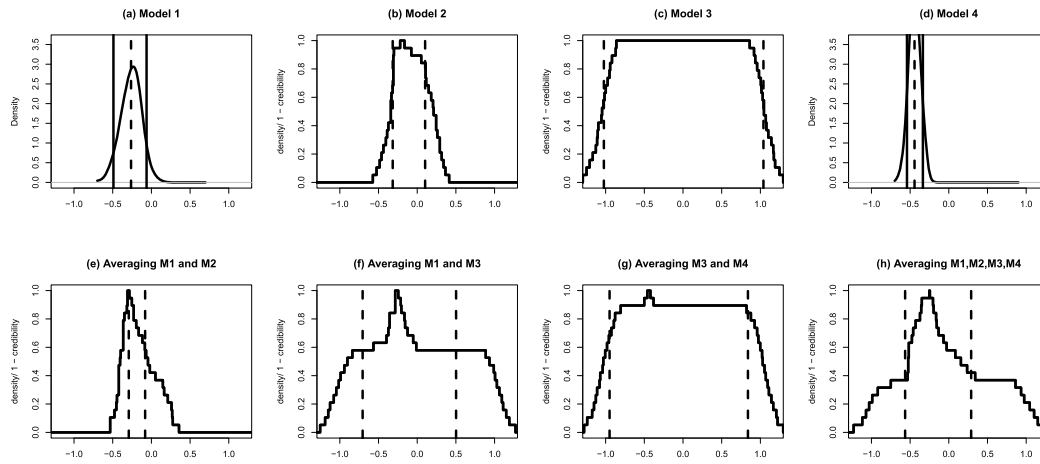 (a) Model 1
(b) Model 2
(c) Model 3
(d) Model 4
Density
0.0 0.5 1.0 1.5 2.0 2.5 3.0 3.5
−1.0 −0.5 0.0 0.5 1.0
density/ 1 − credibility
0.0 0.2 0.4 0.6 0.8 1.0
−1.0 −0.5 0.0 0.5 1.0
density/ 1 − credibility
0.0 0.2 0.4 0.6 0.8 1.0
−1.0 −0.5 0.0 0.5 1.0
Density
0.0 0.5 1.0 1.5 2.0 2.5 3.0 3.5
−1.0 −0.5 0.0 0.5 1.0
(e) Averaging M1 and M2
(f) Averaging M1 and M3
(g) Averaging M3 and M4
(h) Averaging M1,M2,M3,M4
density/ 1 − credibility
0.0 0.2 0.4 0.6 0.8 1.0
−1.0 −0.5 0.0 0.5 1.0
density/ 1 − credibility
0.0 0.2 0.4 0.6 0.8 1.0
−1.0 −0.5 0.0 0.5 1.0
density/ 1 − credibility
0.0 0.2 0.4 0.6 0.8 1.0
−1.0 −0.5 0.0 0.5 1.0
density/ 1 − credibility
0.0 0.2 0.4 0.6 0.8 1.0
−1.0 −0.5 0.0 0.5 1.0